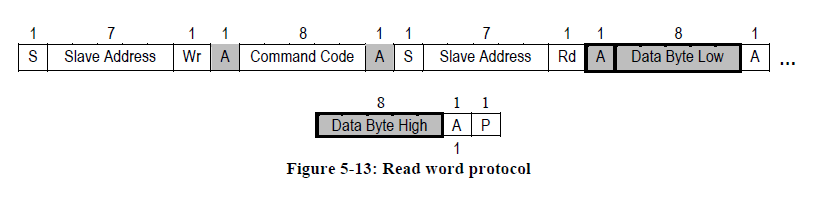 1 7 1 1 8 1 1 7 1 1 8 1
S Slave Address Wr A Command Code A S Slave Address Rd A Data Byte Low A ...
8 1 1
Data Byte High A P
1
Figure 5-13: Read word protocol